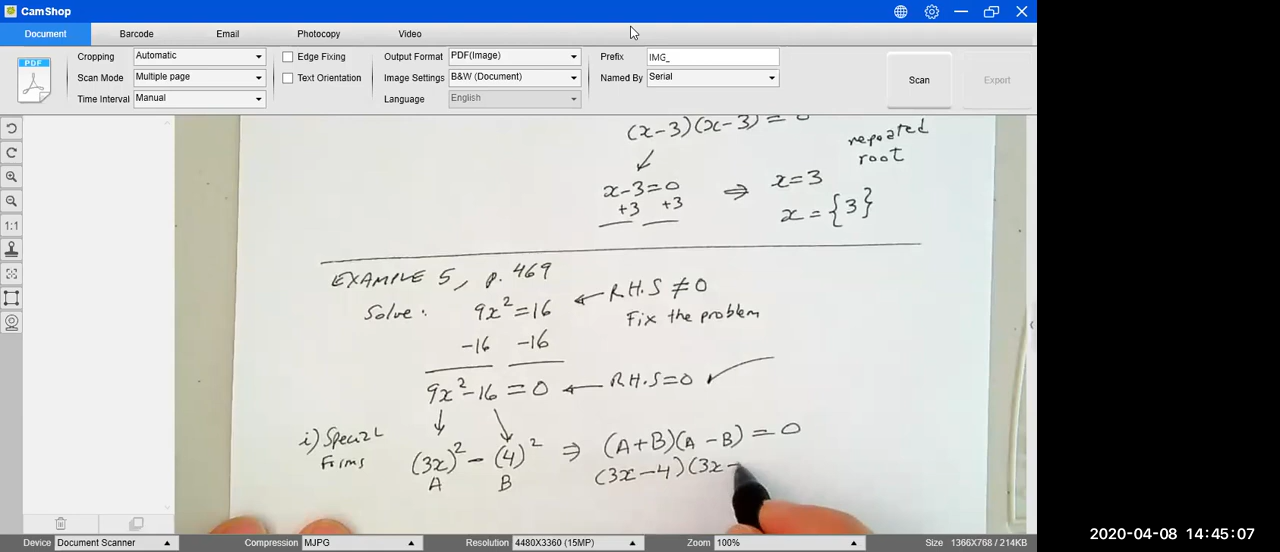 CamShop
Document Barcode Email Photocopy Video
Cropping Automatic Edge Fixing Output Format PDF(Image) Prefix IMG_
PDF Scan Mode Multiple page Text Orientation Image Settings B&W (Document) Named By Serial Scan Export
Time Interval Manual Language English
(x-3)(x-3) = 0
repeated
root
x-3=0 ⇒ x=3
+3 +3
x = {3}
EXAMPLE 5, p. 469
Solve: 9x²=16 ← R.H.S ≠ 0
Fix the problem
-16 -16
9x²-16 = 0 ← R.H.S=0 ✓
i) Special
Forms
(3x)² - (4)² ⇒ (A+B)(A-B) = 0
A B
(3x-4)(3x-
1:1
Device Document Scanner Compression MJPG Resolution 4480X3360 (15MP) Zoom 100% Size 1366X768 / 214KB
2020-04-08 14:45:07